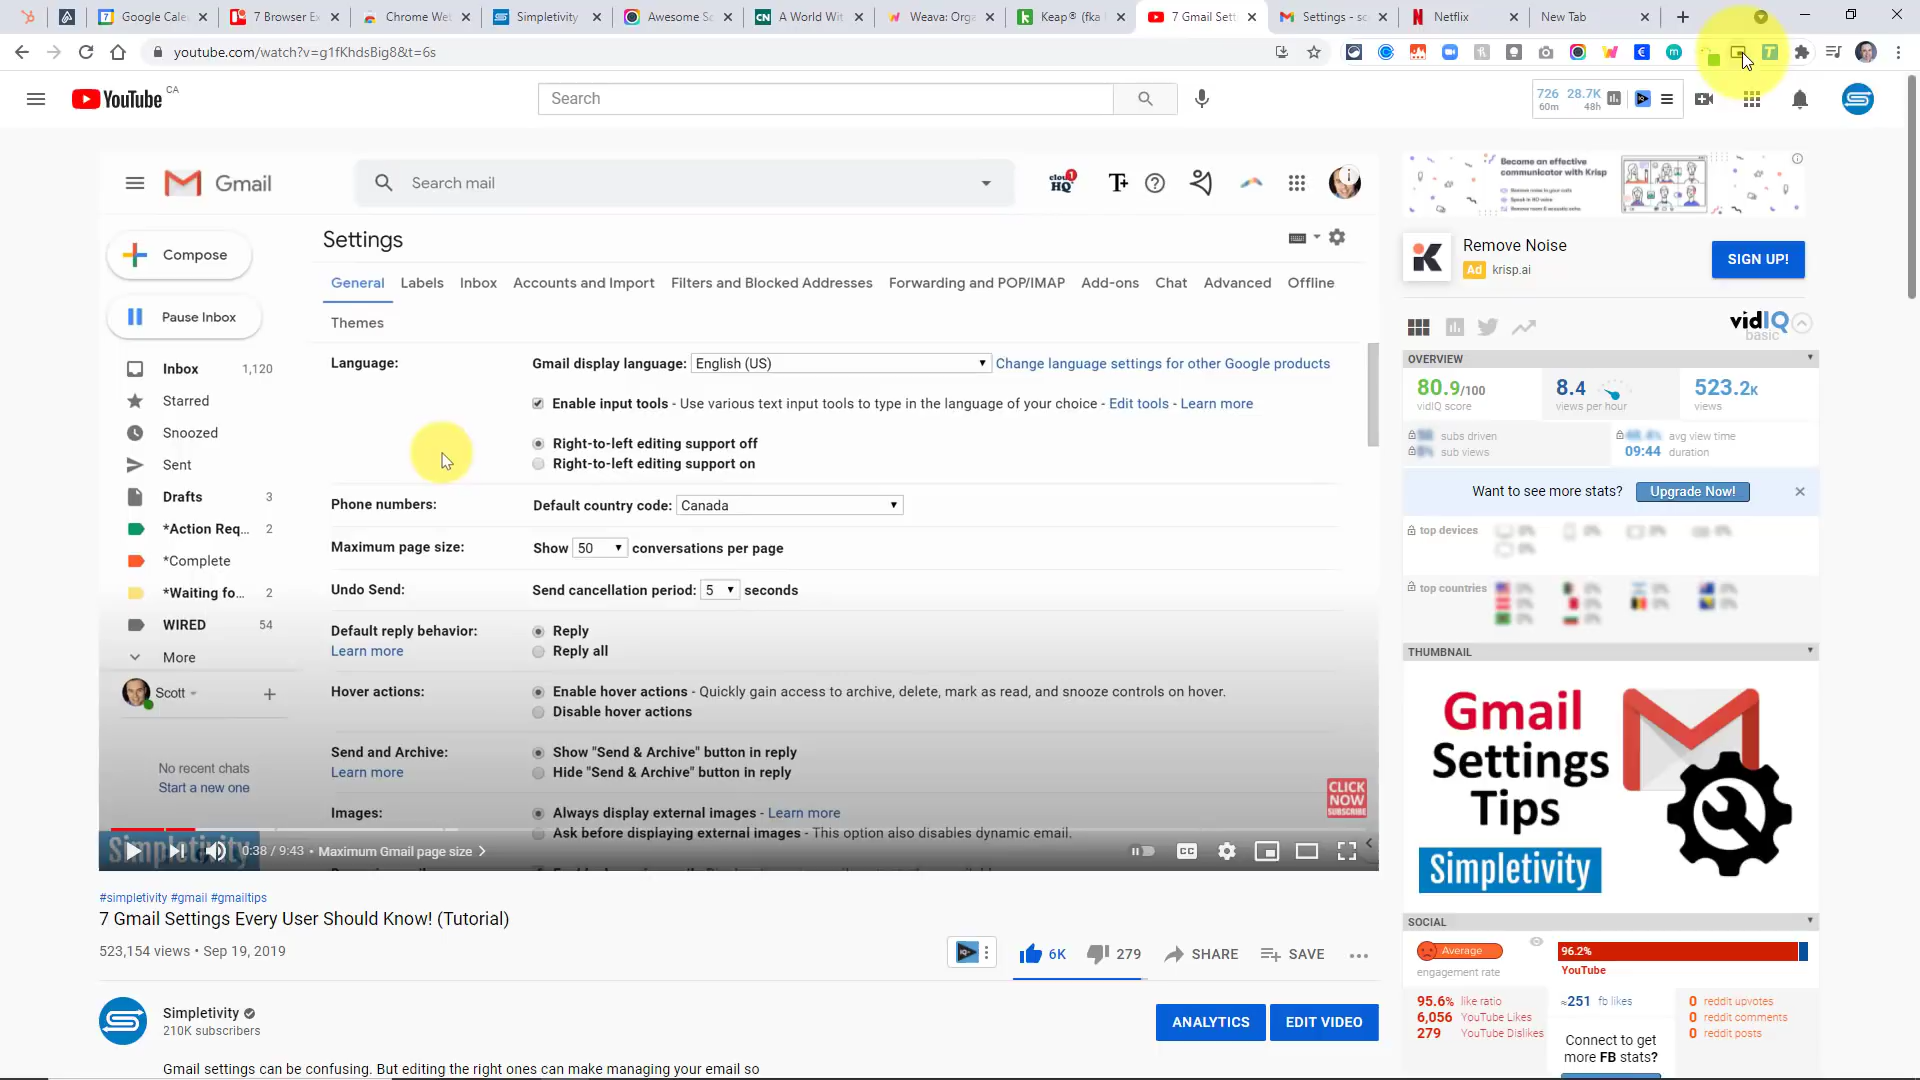 Google Cale
7 Browser Ex
Chrome Web
Simpletivity
Awesome Sc
A World Wit
Weava: Orga
Keap® (fka I
7 Gmail Sett
Settings - sc
Netflix
New Tab
youtube.com/watch?v=g1fKhdsBig8&t=6s
YouTube CA
Search
726 28.7K
60m 48h
Gmail
Search mail
cloud HQ 1
Settings
Compose
Pause Inbox
General Labels Inbox Accounts and Import Filters and Blocked Addresses Forwarding and POP/IMAP Add-ons Chat Advanced Offline
Themes
Inbox 1,120
Starred
Snoozed
Sent
Drafts 3
*Action Req... 2
*Complete
*Waiting fo... 2
WIRED 54
More
Scott
No recent chats
Start a new one
Language:
Gmail display language: English (US) Change language settings for other Google products
Enable input tools - Use various text input tools to type in the language of your choice - Edit tools - Learn more
Right-to-left editing support off
Right-to-left editing support on
Phone numbers:
Default country code: Canada
Maximum page size:
Show 50 conversations per page
Undo Send:
Send cancellation period: 5 seconds
Default reply behavior:
Learn more
Reply
Reply all
Hover actions:
Enable hover actions - Quickly gain access to archive, delete, mark as read, and snooze controls on hover.
Disable hover actions
Send and Archive:
Learn more
Show "Send & Archive" button in reply
Hide "Send & Archive" button in reply
Images:
Always display external images - Learn more
Ask before displaying external images - This option also disables dynamic email.
CLICK
NOW
SUBSCRIBE
Simpletivity
0:38 / 9:43 • Maximum Gmail page size
CC
#simpletivity #gmail #gmailtips
7 Gmail Settings Every User Should Know! (Tutorial)
523,154 views • Sep 19, 2019
6K
279
SHARE
SAVE
Simpletivity
210K subscribers
ANALYTICS
EDIT VIDEO
Gmail settings can be confusing. But editing the right ones can make managing your email so
Become an effective
communicator with Krisp
Remove Noise
Ad krisp.ai
SIGN UP!
vidIQ
basic
OVERVIEW
80.9/100
vidIQ score
8.4
views per hour
523.2K
views
subs driven
sub views
avg view time
09:44 duration
Want to see more stats? Upgrade Now!
top devices
top countries
THUMBNAIL
Gmail
Settings
Tips
Simpletivity
SOCIAL
Average
engagement rate
96.2%
YouTube
95.6% like ratio
6,056 YouTube Likes
279 YouTube Dislikes
≈251 fb likes
Connect to get
more FB stats?
0 reddit upvotes
0 reddit comments
0 reddit posts